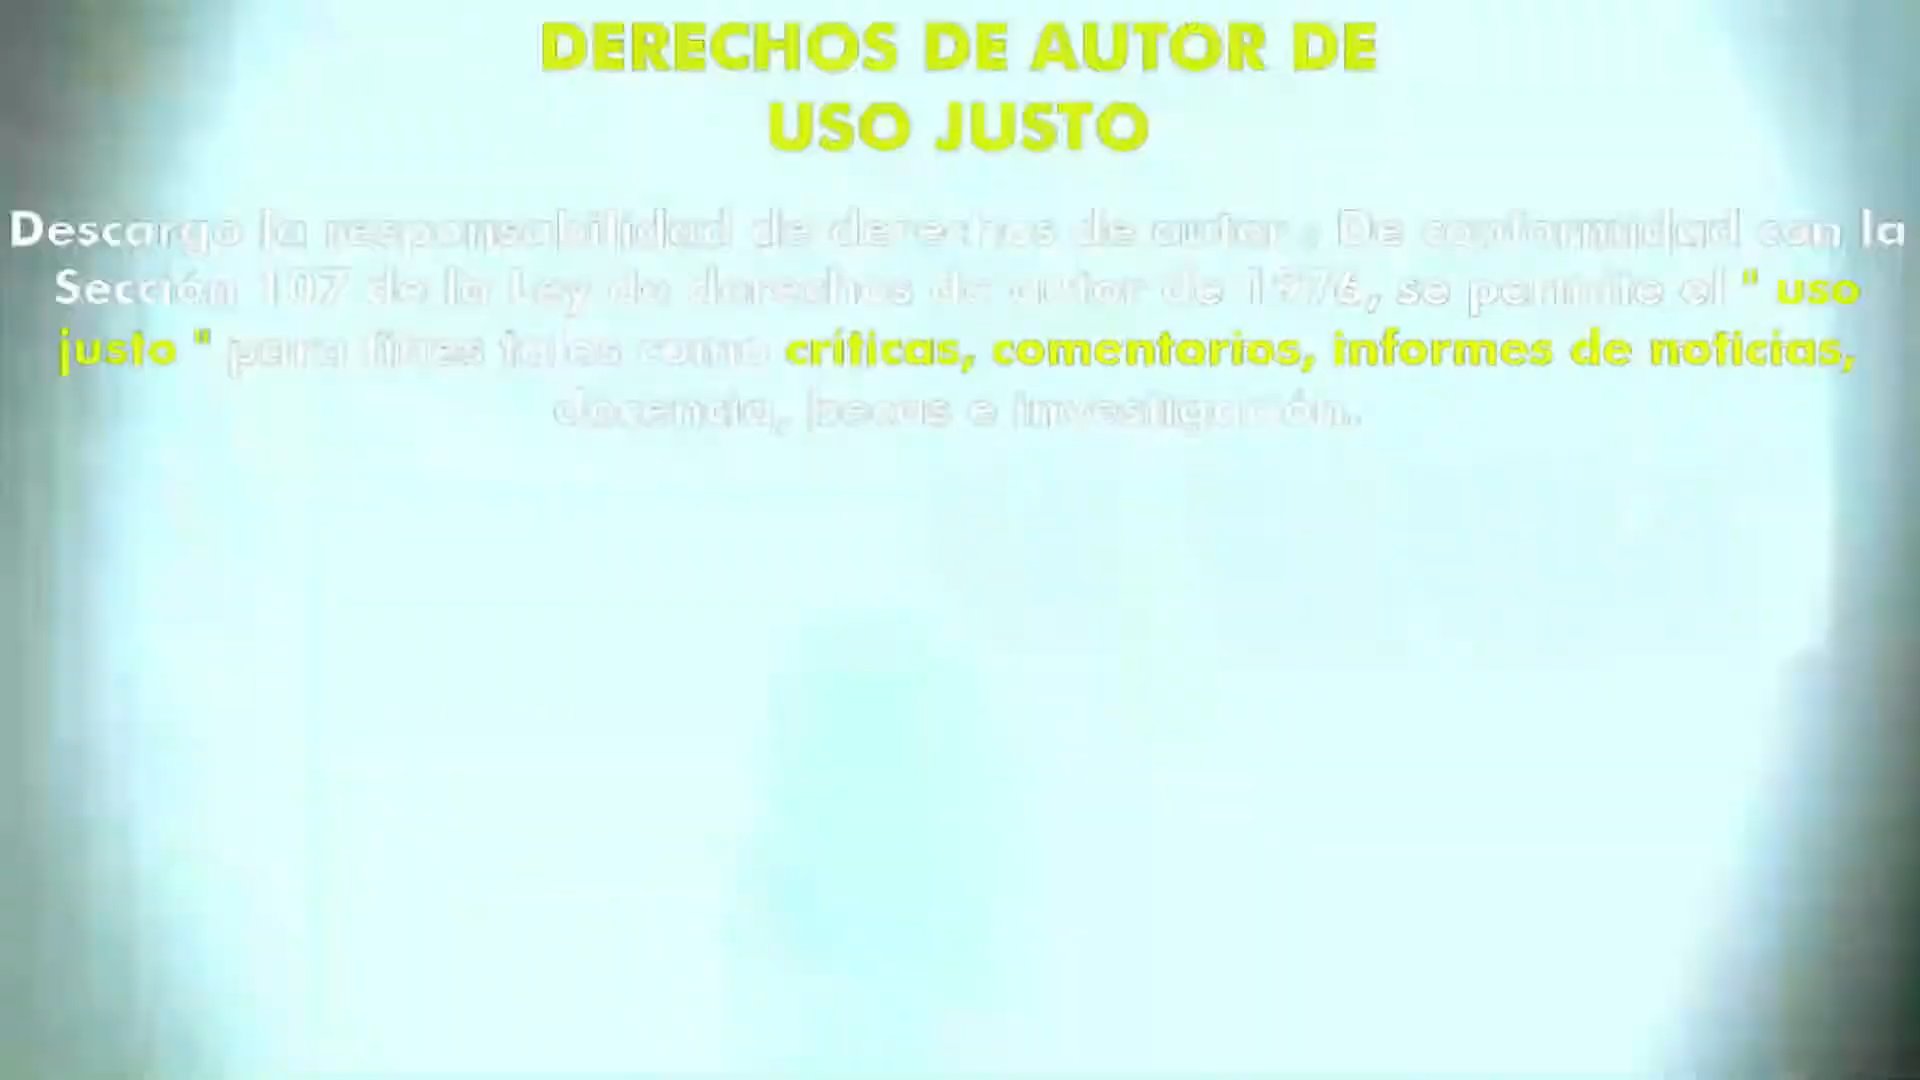 DERECHOS DE AUTOR DE
USO JUSTO
Descargo la responsabilidad de derechos de autor : De conformidad con la
Sección 107 de la Ley de derechos de autor de 1976, se permite el " uso
justo " para fines tales como críticas, comentarios, informes de noticias,
docencia, becas e investigación.